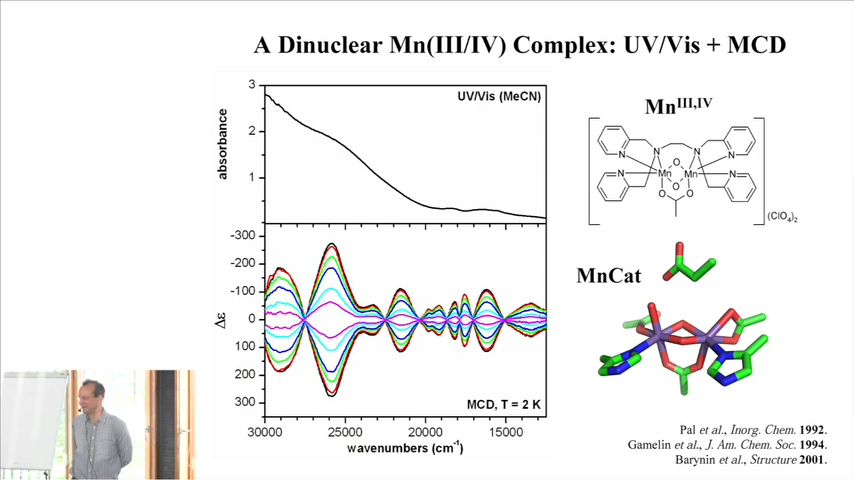 A Dinuclear Mn(III/IV) Complex: UV/Vis + MCD
3
2
1
absorbance
UV/Vis (MeCN)
-300
-200
-100
0
100
200
300
Δε
MCD, T = 2 K
30000 25000 20000 15000
wavenumbers (cm⁻¹)
Mn^III,IV
N N
N N
N N
Mn Mn
O
O
O O
(ClO₄)₂
MnCat
Pal et al., Inorg. Chem. 1992.
Gamelin et al., J. Am. Chem. Soc. 1994.
Barynin et al., Structure 2001.